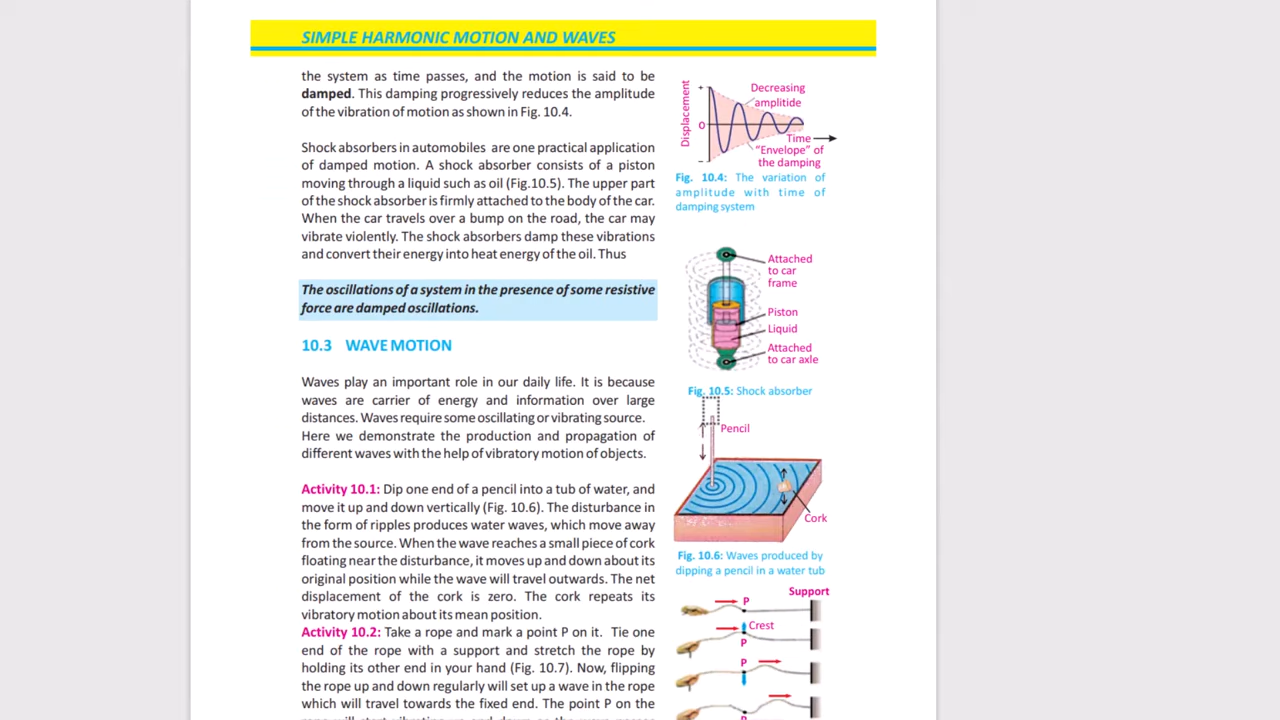 SIMPLE HARMONIC MOTION AND WAVES
the system as time passes, and the motion is said to be
damped. This damping progressively reduces the amplitude
of the vibration of motion as shown in Fig. 10.4.
Shock absorbers in automobiles are one practical application
of damped motion. A shock absorber consists of a piston
moving through a liquid such as oil (Fig.10.5). The upper part
of the shock absorber is firmly attached to the body of the car.
When the car travels over a bump on the road, the car may
vibrate violently. The shock absorbers damp these vibrations
and convert their energy into heat energy of the oil. Thus
The oscillations of a system in the presence of some resistive
force are damped oscillations.
10.3 WAVE MOTION
Waves play an important role in our daily life. It is because
waves are carrier of energy and information over large
distances. Waves require some oscillating or vibrating source.
Here we demonstrate the production and propagation of
different waves with the help of vibratory motion of objects.
Activity 10.1: Dip one end of a pencil into a tub of water, and
move it up and down vertically (Fig. 10.6). The disturbance in
the form of ripples produces water waves, which move away
from the source. When the wave reaches a small piece of cork
floating near the disturbance, it moves up and down about its
original position while the wave will travel outwards. The net
displacement of the cork is zero. The cork repeats its
vibratory motion about its mean position.
Activity 10.2: Take a rope and mark a point P on it. Tie one
end of the rope with a support and stretch the rope by
holding its other end in your hand (Fig. 10.7). Now, flipping
the rope up and down regularly will set up a wave in the rope
which will travel towards the fixed end. The point P on the
Displacement
+
0
–
Decreasing
amplitide
Time
"Envelope" of
the damping
Fig. 10.4: The variation of
amplitude with time of
damping system
Attached
to car
frame
Piston
Liquid
Attached
to car axle
Fig. 10.5: Shock absorber
Pencil
Cork
Fig. 10.6: Waves produced by
dipping a pencil in a water tub
Support
P
Crest
P
P
P